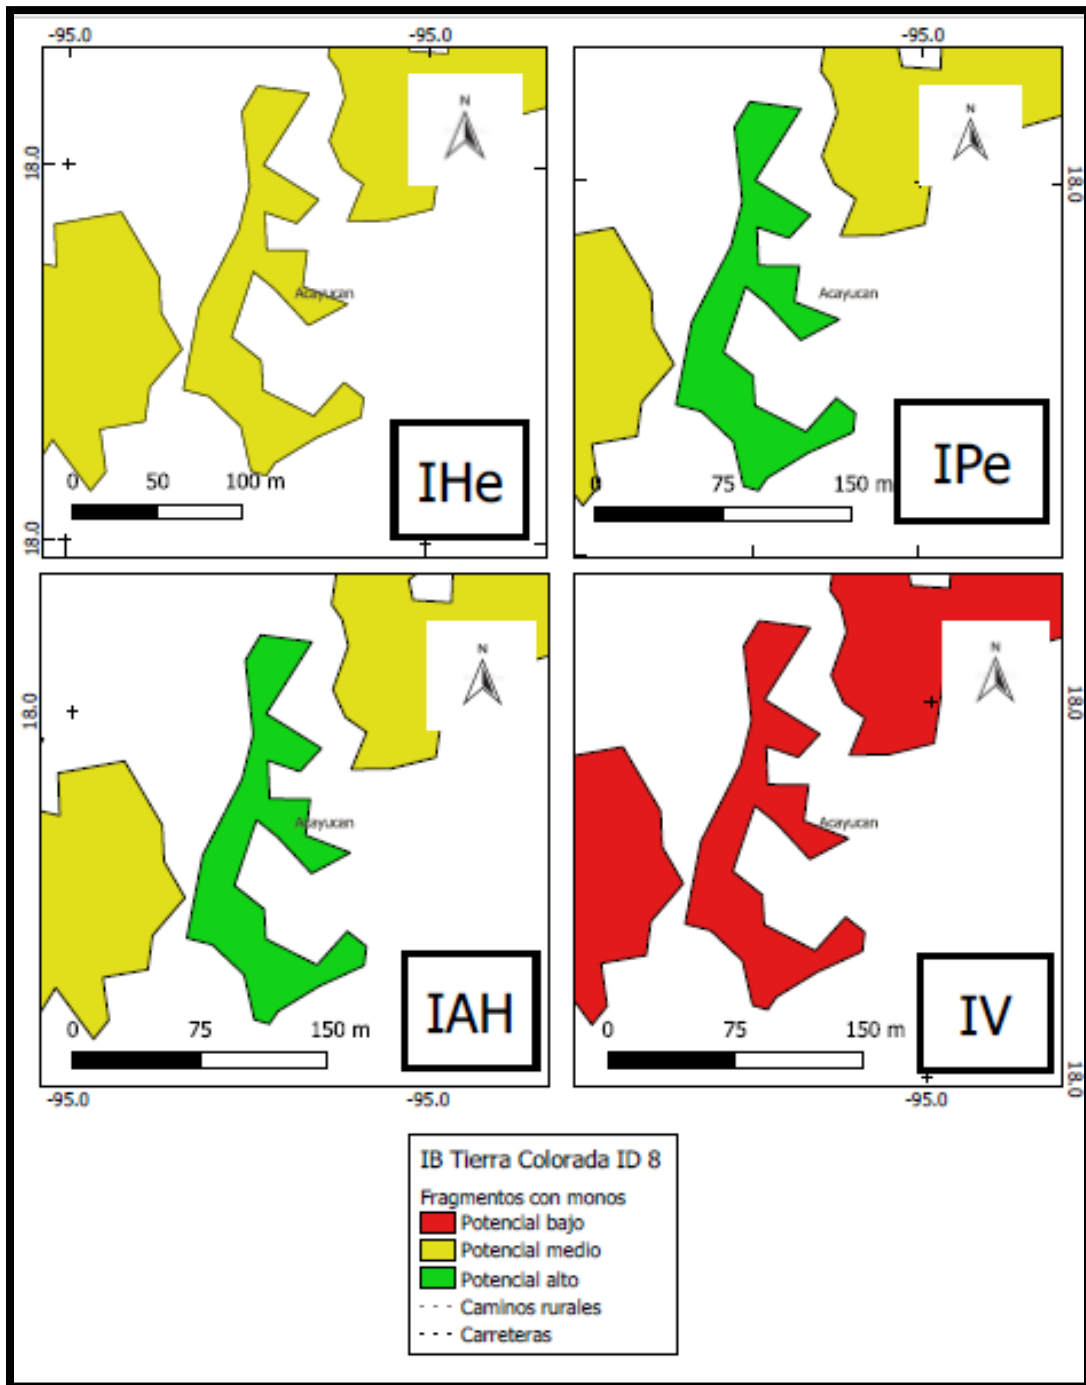 -95.0 -95.0 -95.0
18.0
18.0
N
N
Acayucan
Acayucan
0 50 100 m
0 75 150 m
IHe
IPe
18.0
18.0
18.0
N
N
Acayucan
Acayucan
0 75 150 m
0 75 150 m
IAH
IV
18.0
-95.0 -95.0 -95.0
IB Tierra Colorada ID 8
Fragmentos con monos
Potencial bajo
Potencial medio
Potencial alto
Caminos rurales
Carreteras